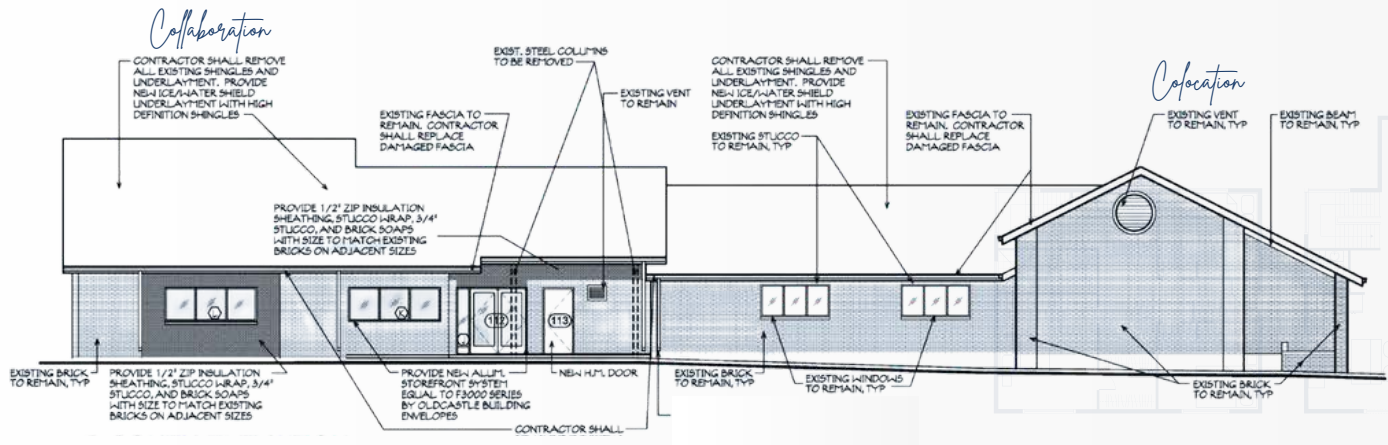 Collaboration
CONTRACTOR SHALL REMOVE
ALL EXISTING SHINGLES AND
UNDERLAYMENT. PROVIDE
NEW ICE/WATER SHIELD
UNDERLAYMENT WITH HIGH
DEFINITION SHINGLES
EXIST. STEEL COLUMNS
TO BE REMOVED
EXISTING VENT
TO REMAIN
EXISTING FASCIA TO
REMAIN. CONTRACTOR
SHALL REPLACE
DAMAGED FASCIA
CONTRACTOR SHALL REMOVE
ALL EXISTING SHINGLES AND
UNDERLAYMENT. PROVIDE
NEW ICE/WATER SHIELD
UNDERLAYMENT WITH HIGH
DEFINITION SHINGLES
EXISTING STUCCO
TO REMAIN, TYP
EXISTING FASCIA TO
REMAIN. CONTRACTOR
SHALL REPLACE
DAMAGED FASCIA
Colocation
EXISTING VENT
TO REMAIN, TYP
EXISTING BEAM
TO REMAIN, TYP
PROVIDE 1/2" ZIP INSULATION
SHEATHING, STUCCO WRAP, 3/4"
STUCCO, AND BRICK SOAPS
WITH SIZE TO MATCH EXISTING
BRICKS ON ADJACENT SIZES
L
K
112
113
EXISTING BRICK
TO REMAIN, TYP
PROVIDE 1/2" ZIP INSULATION
SHEATHING, STUCCO WRAP, 3/4"
STUCCO, AND BRICK SOAPS
WITH SIZE TO MATCH EXISTING
BRICKS ON ADJACENT SIZES
PROVIDE NEW ALUM.
STOREFRONT SYSTEM
EQUAL TO F3000 SERIES
BY OLDCASTLE BUILDING
ENVELOPES
NEW H.M. DOOR
CONTRACTOR SHALL
EXISTING BRICK
TO REMAIN, TYP
EXISTING WINDOWS
TO REMAIN, TYP
EXISTING BRICK
TO REMAIN, TYP